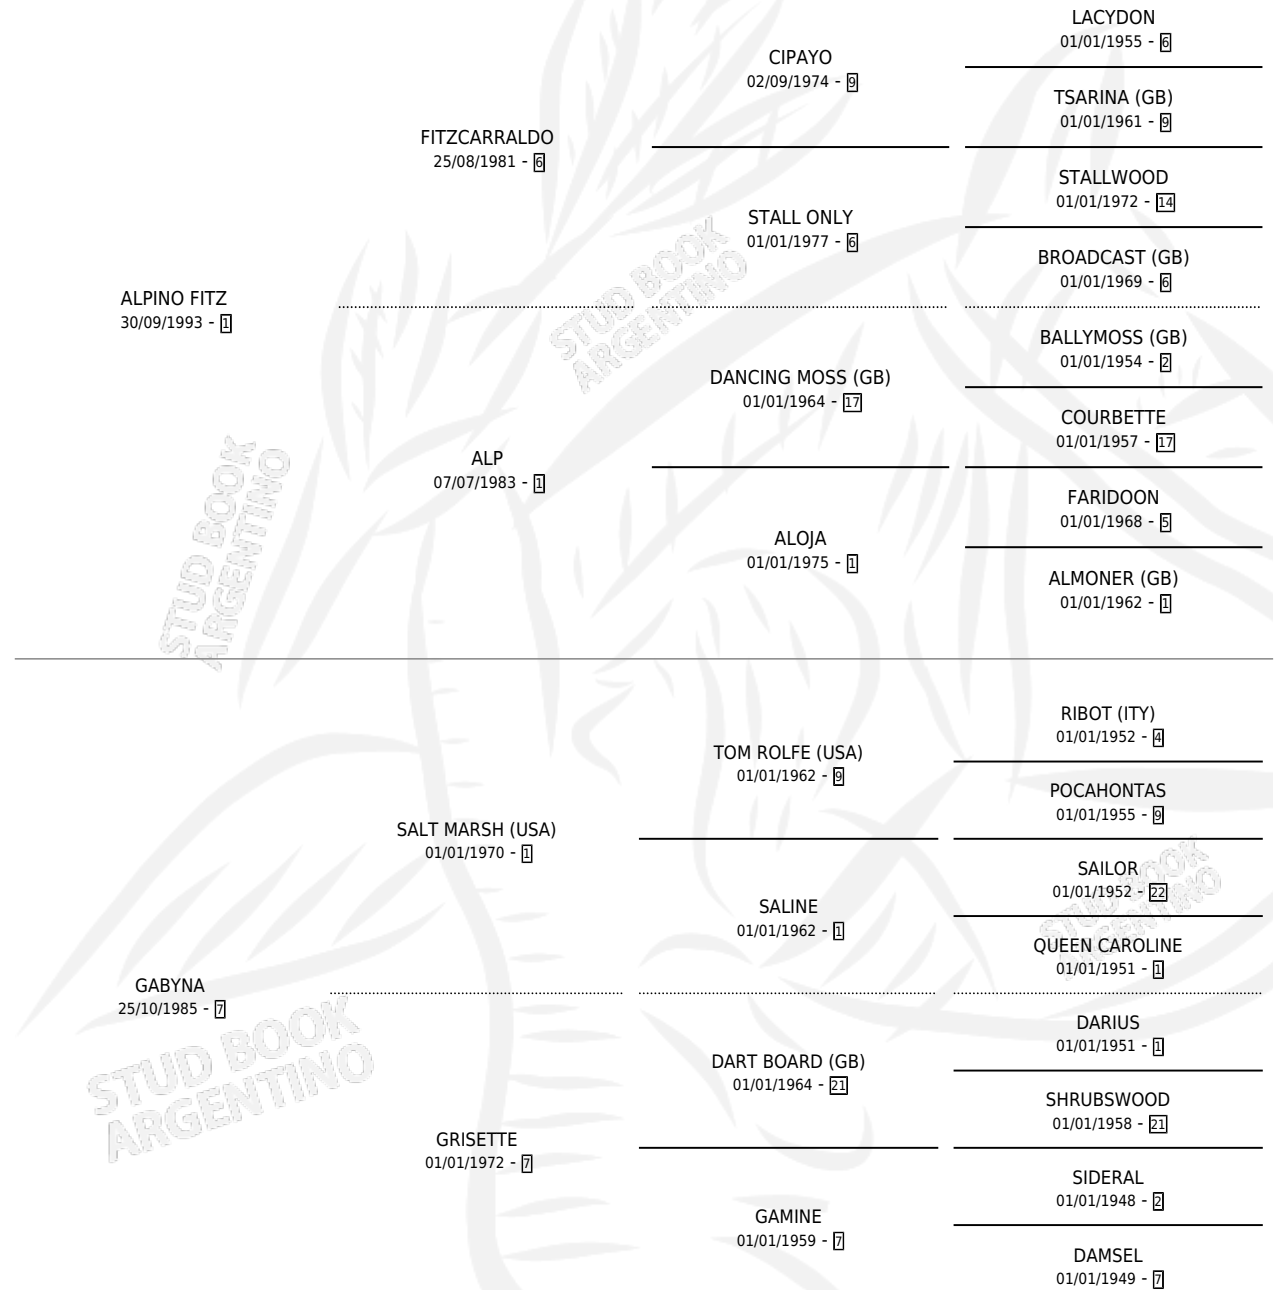 LACYDON
01/01/1955 - 6
CIPAYO
02/09/1974 - 9
TSARINA (GB)
01/01/1961 - 9
FITZCARRALDO
25/08/1981 - 6
STALLWOOD
01/01/1972 - 14
STALL ONLY
01/01/1977 - 6
BROADCAST (GB)
01/01/1969 - 6
ALPINO FITZ
30/09/1993 - 1
BALLYMOSS (GB)
01/01/1954 - 2
DANCING MOSS (GB)
01/01/1964 - 17
COURBETTE
01/01/1957 - 17
ALP
07/07/1983 - 1
FARIDOON
01/01/1968 - 5
ALOJA
01/01/1975 - 1
ALMONER (GB)
01/01/1962 - 1
RIBOT (ITY)
01/01/1952 - 4
TOM ROLFE (USA)
01/01/1962 - 9
POCAHONTAS
01/01/1955 - 9
SALT MARSH (USA)
01/01/1970 - 1
SAILOR
01/01/1952 - 22
SALINE
01/01/1962 - 1
QUEEN CAROLINE
01/01/1951 - 1
GABYNA
25/10/1985 - 7
DARIUS
01/01/1951 - 1
DART BOARD (GB)
01/01/1964 - 21
SHRUBSWOOD
01/01/1958 - 21
GRISETTE
01/01/1972 - 7
SIDERAL
01/01/1948 - 2
GAMINE
01/01/1959 - 7
DAMSEL
01/01/1949 - 7
STUD BOOK
ARGENTINO
STUD BOOK
ARGENTINO
STUD BOOK
ARGENTINO
STUD BOOK
ARGENTINO